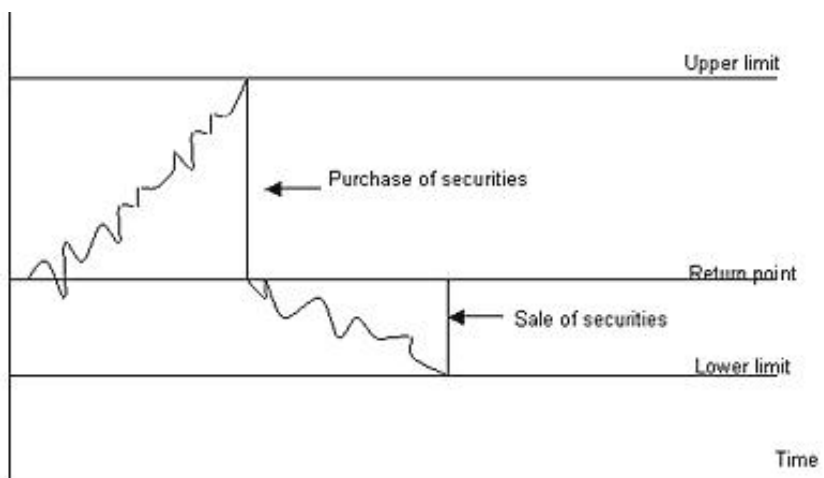 Upper limit
Purchase of securities
Return point
Sale of securities
Lower limit
Time